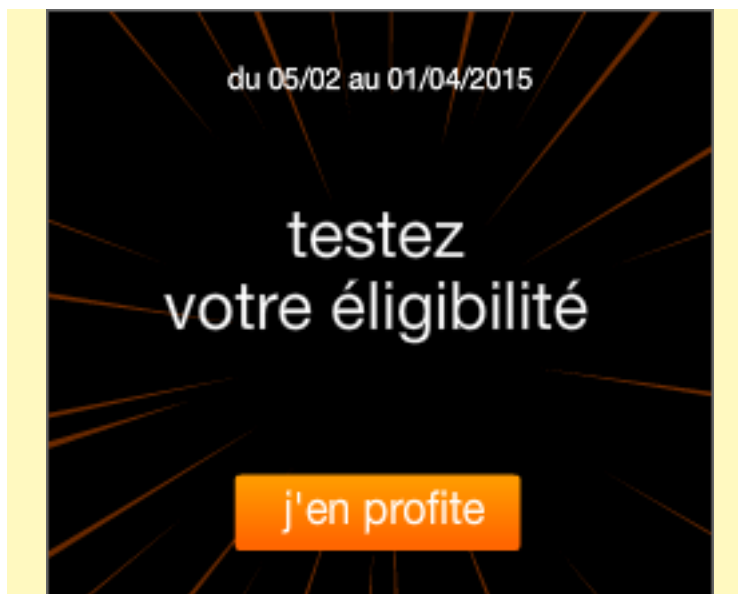 du 05/02 au 01/04/2015
testez
votre éligibilité
j'en profite